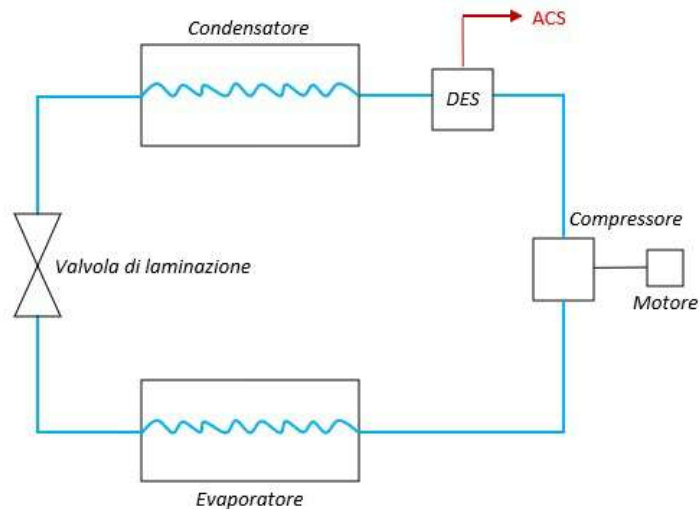 Condensatore
ACS
DES
Compressore
Valvola di laminazione
Motore
Evaporatore